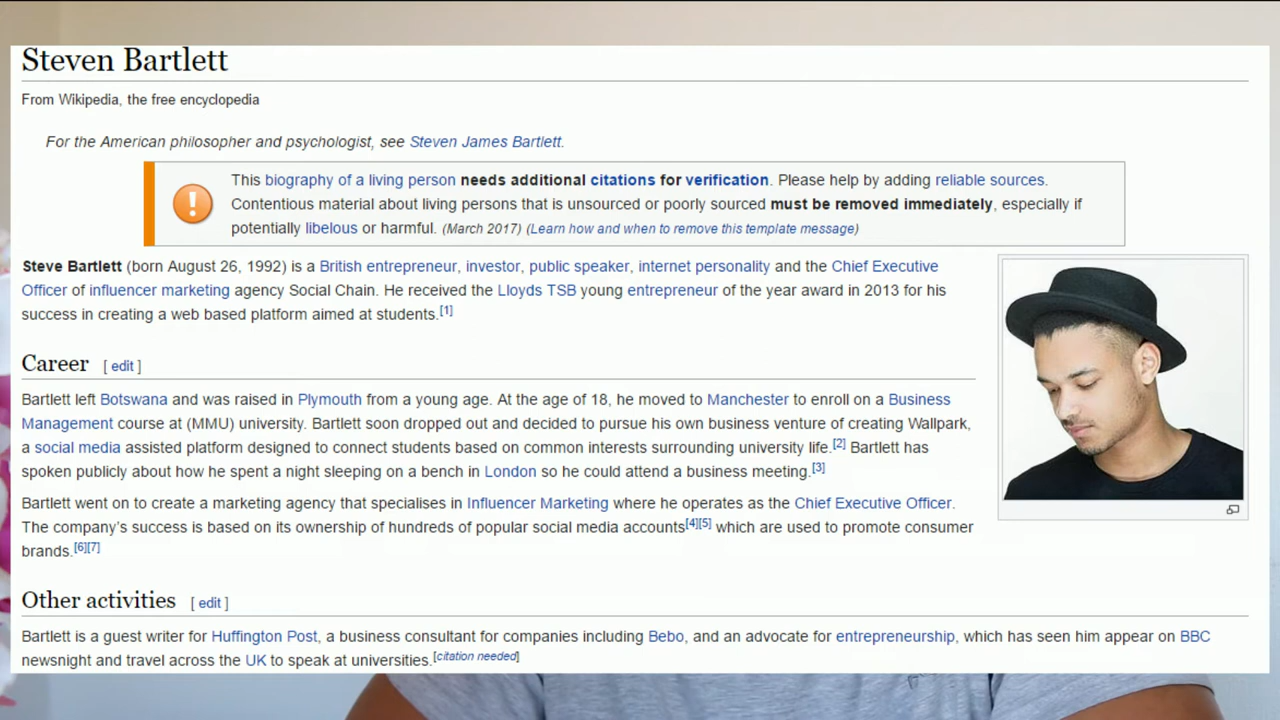 Steven Bartlett
From Wikipedia, the free encyclopedia
For the American philosopher and psychologist, see Steven James Bartlett.
This biography of a living person needs additional citations for verification. Please help by adding reliable sources.
Contentious material about living persons that is unsourced or poorly sourced must be removed immediately, especially if
potentially libelous or harmful. (March 2017) (Learn how and when to remove this template message)
Steve Bartlett (born August 26, 1992) is a British entrepreneur, investor, public speaker, internet personality and the Chief Executive
Officer of influencer marketing agency Social Chain. He received the Lloyds TSB young entrepreneur of the year award in 2013 for his
success in creating a web based platform aimed at students.[1]
Career [ edit ]
Bartlett left Botswana and was raised in Plymouth from a young age. At the age of 18, he moved to Manchester to enroll on a Business
Management course at (MMU) university. Bartlett soon dropped out and decided to pursue his own business venture of creating Wallpark,
a social media assisted platform designed to connect students based on common interests surrounding university life.[2] Bartlett has
spoken publicly about how he spent a night sleeping on a bench in London so he could attend a business meeting.[3]
Bartlett went on to create a marketing agency that specialises in Influencer Marketing where he operates as the Chief Executive Officer.
The company's success is based on its ownership of hundreds of popular social media accounts[4][5] which are used to promote consumer
brands.[6][7]
Other activities [ edit ]
Bartlett is a guest writer for Huffington Post, a business consultant for companies including Bebo, and an advocate for entrepreneurship, which has seen him appear on BBC
newsnight and travel across the UK to speak at universities.[citation needed]